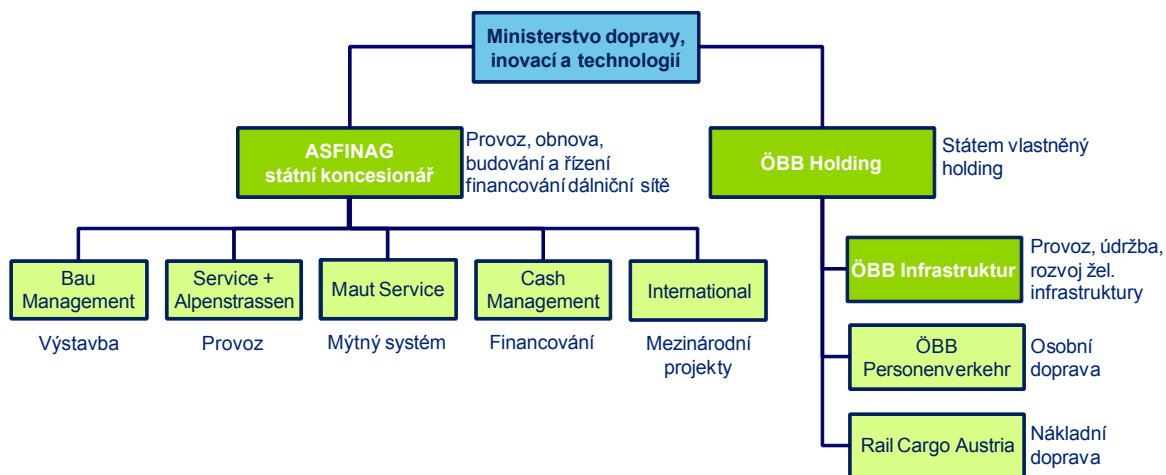 Ministerstvo dopravy,
inovací a technologií
ASFINAG
státní koncesionář
Provoz, obnova,
budování a řízení
financování dálniční sítě
ÖBB Holding
Státem vlastněný
holding
Bau
Management
Výstavba
Service +
Alpenstrassen
Provoz
Maut Service
Mýtný systém
Cash
Management
Financování
International
Mezinárodní
projekty
ÖBB Infrastruktur
Provoz, údržba,
rozvoj žel.
infrastruktury
ÖBB
Personenverkehr
Osobní
doprava
Rail Cargo Austria
Nákladní
doprava